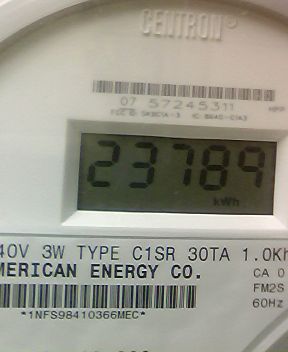 CENTRON®
07 57245311
23789
kWh
40V 3W TYPE C1SR 30TA 1.0Kh
MERICAN ENERGY CO.
CA 0
FM2S
60Hz
*1NFS98410366MEC*